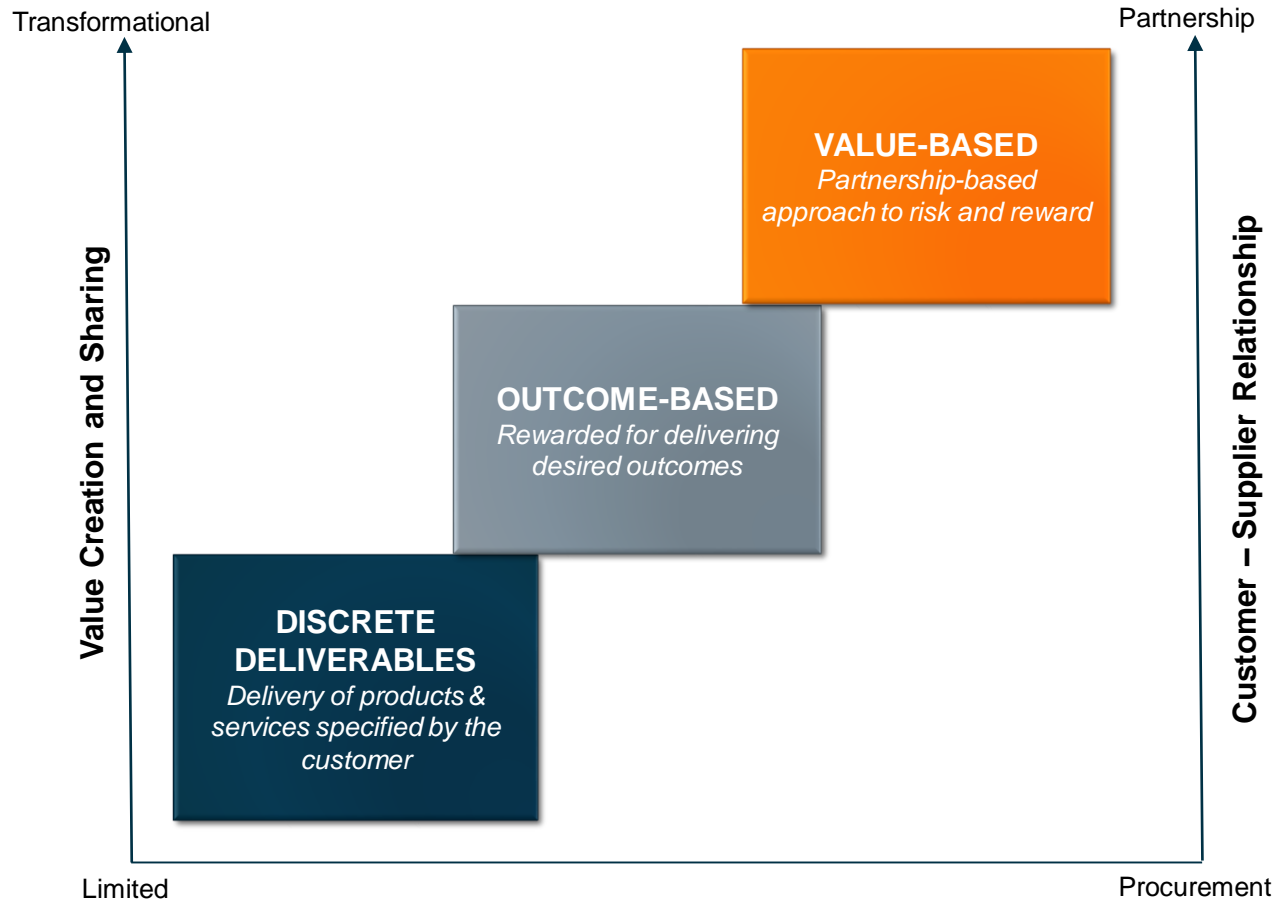 Transformational
Partnership
Value Creation and Sharing
VALUE-BASED
Partnership-based
approach to risk and reward
OUTCOME-BASED
Rewarded for delivering
desired outcomes
DISCRETE
DELIVERABLES
Delivery of products &
services specified by the
customer
Customer – Supplier Relationship
Limited
Procurement